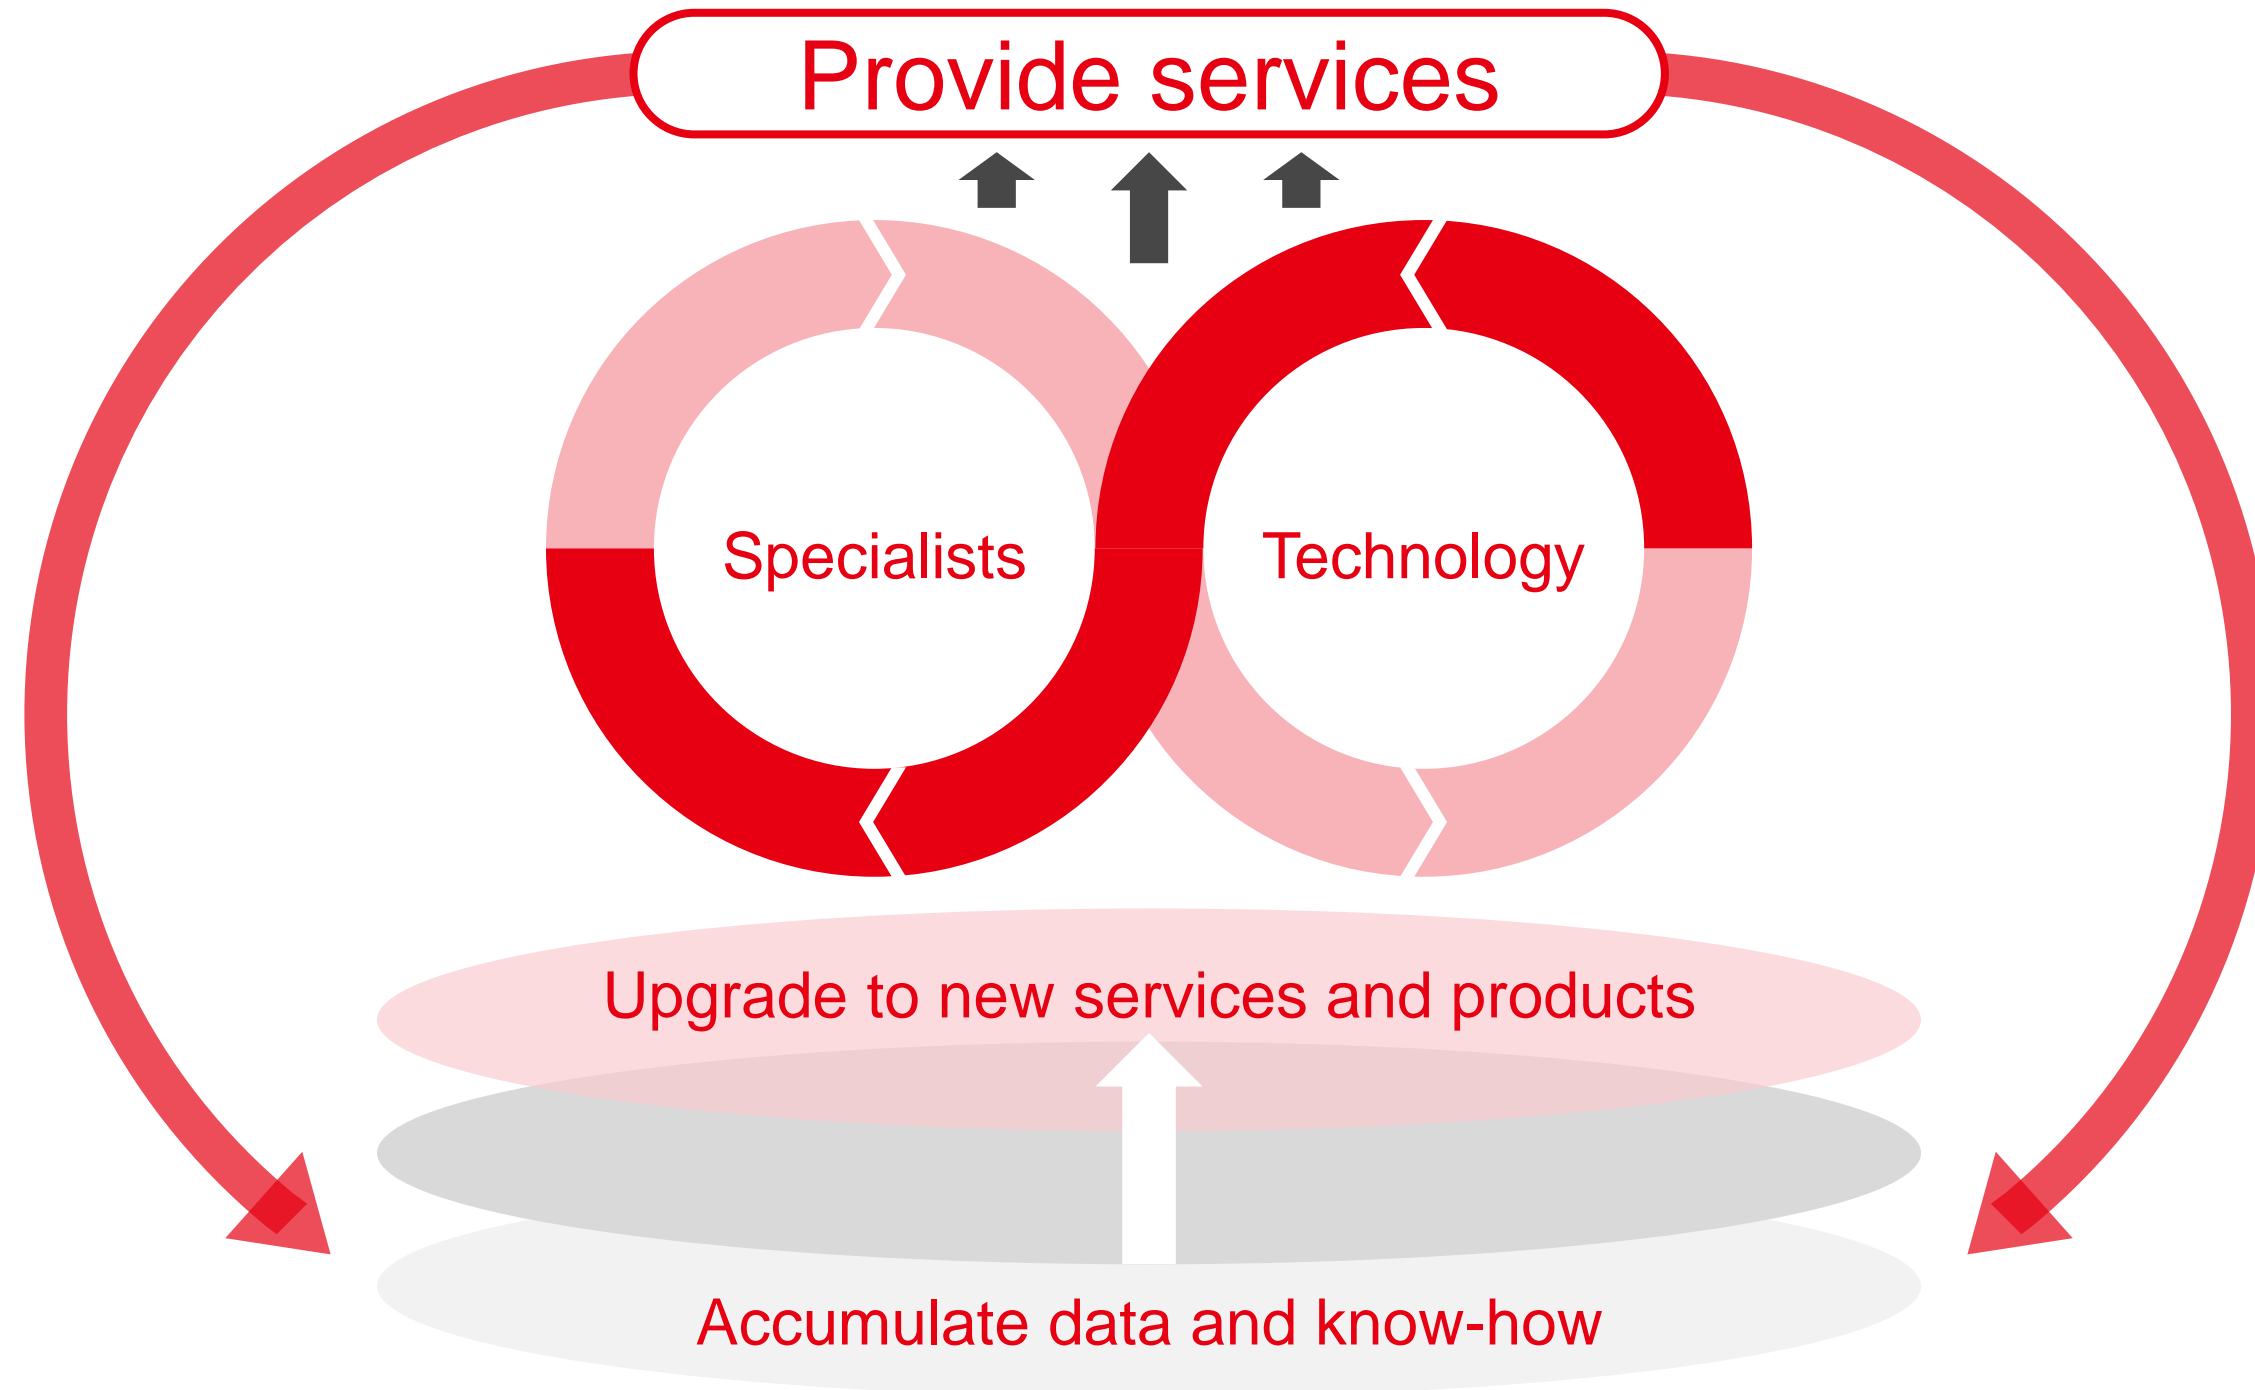 Provide services
Specialists
Technology
Upgrade to new services and products
Accumulate data and know-how